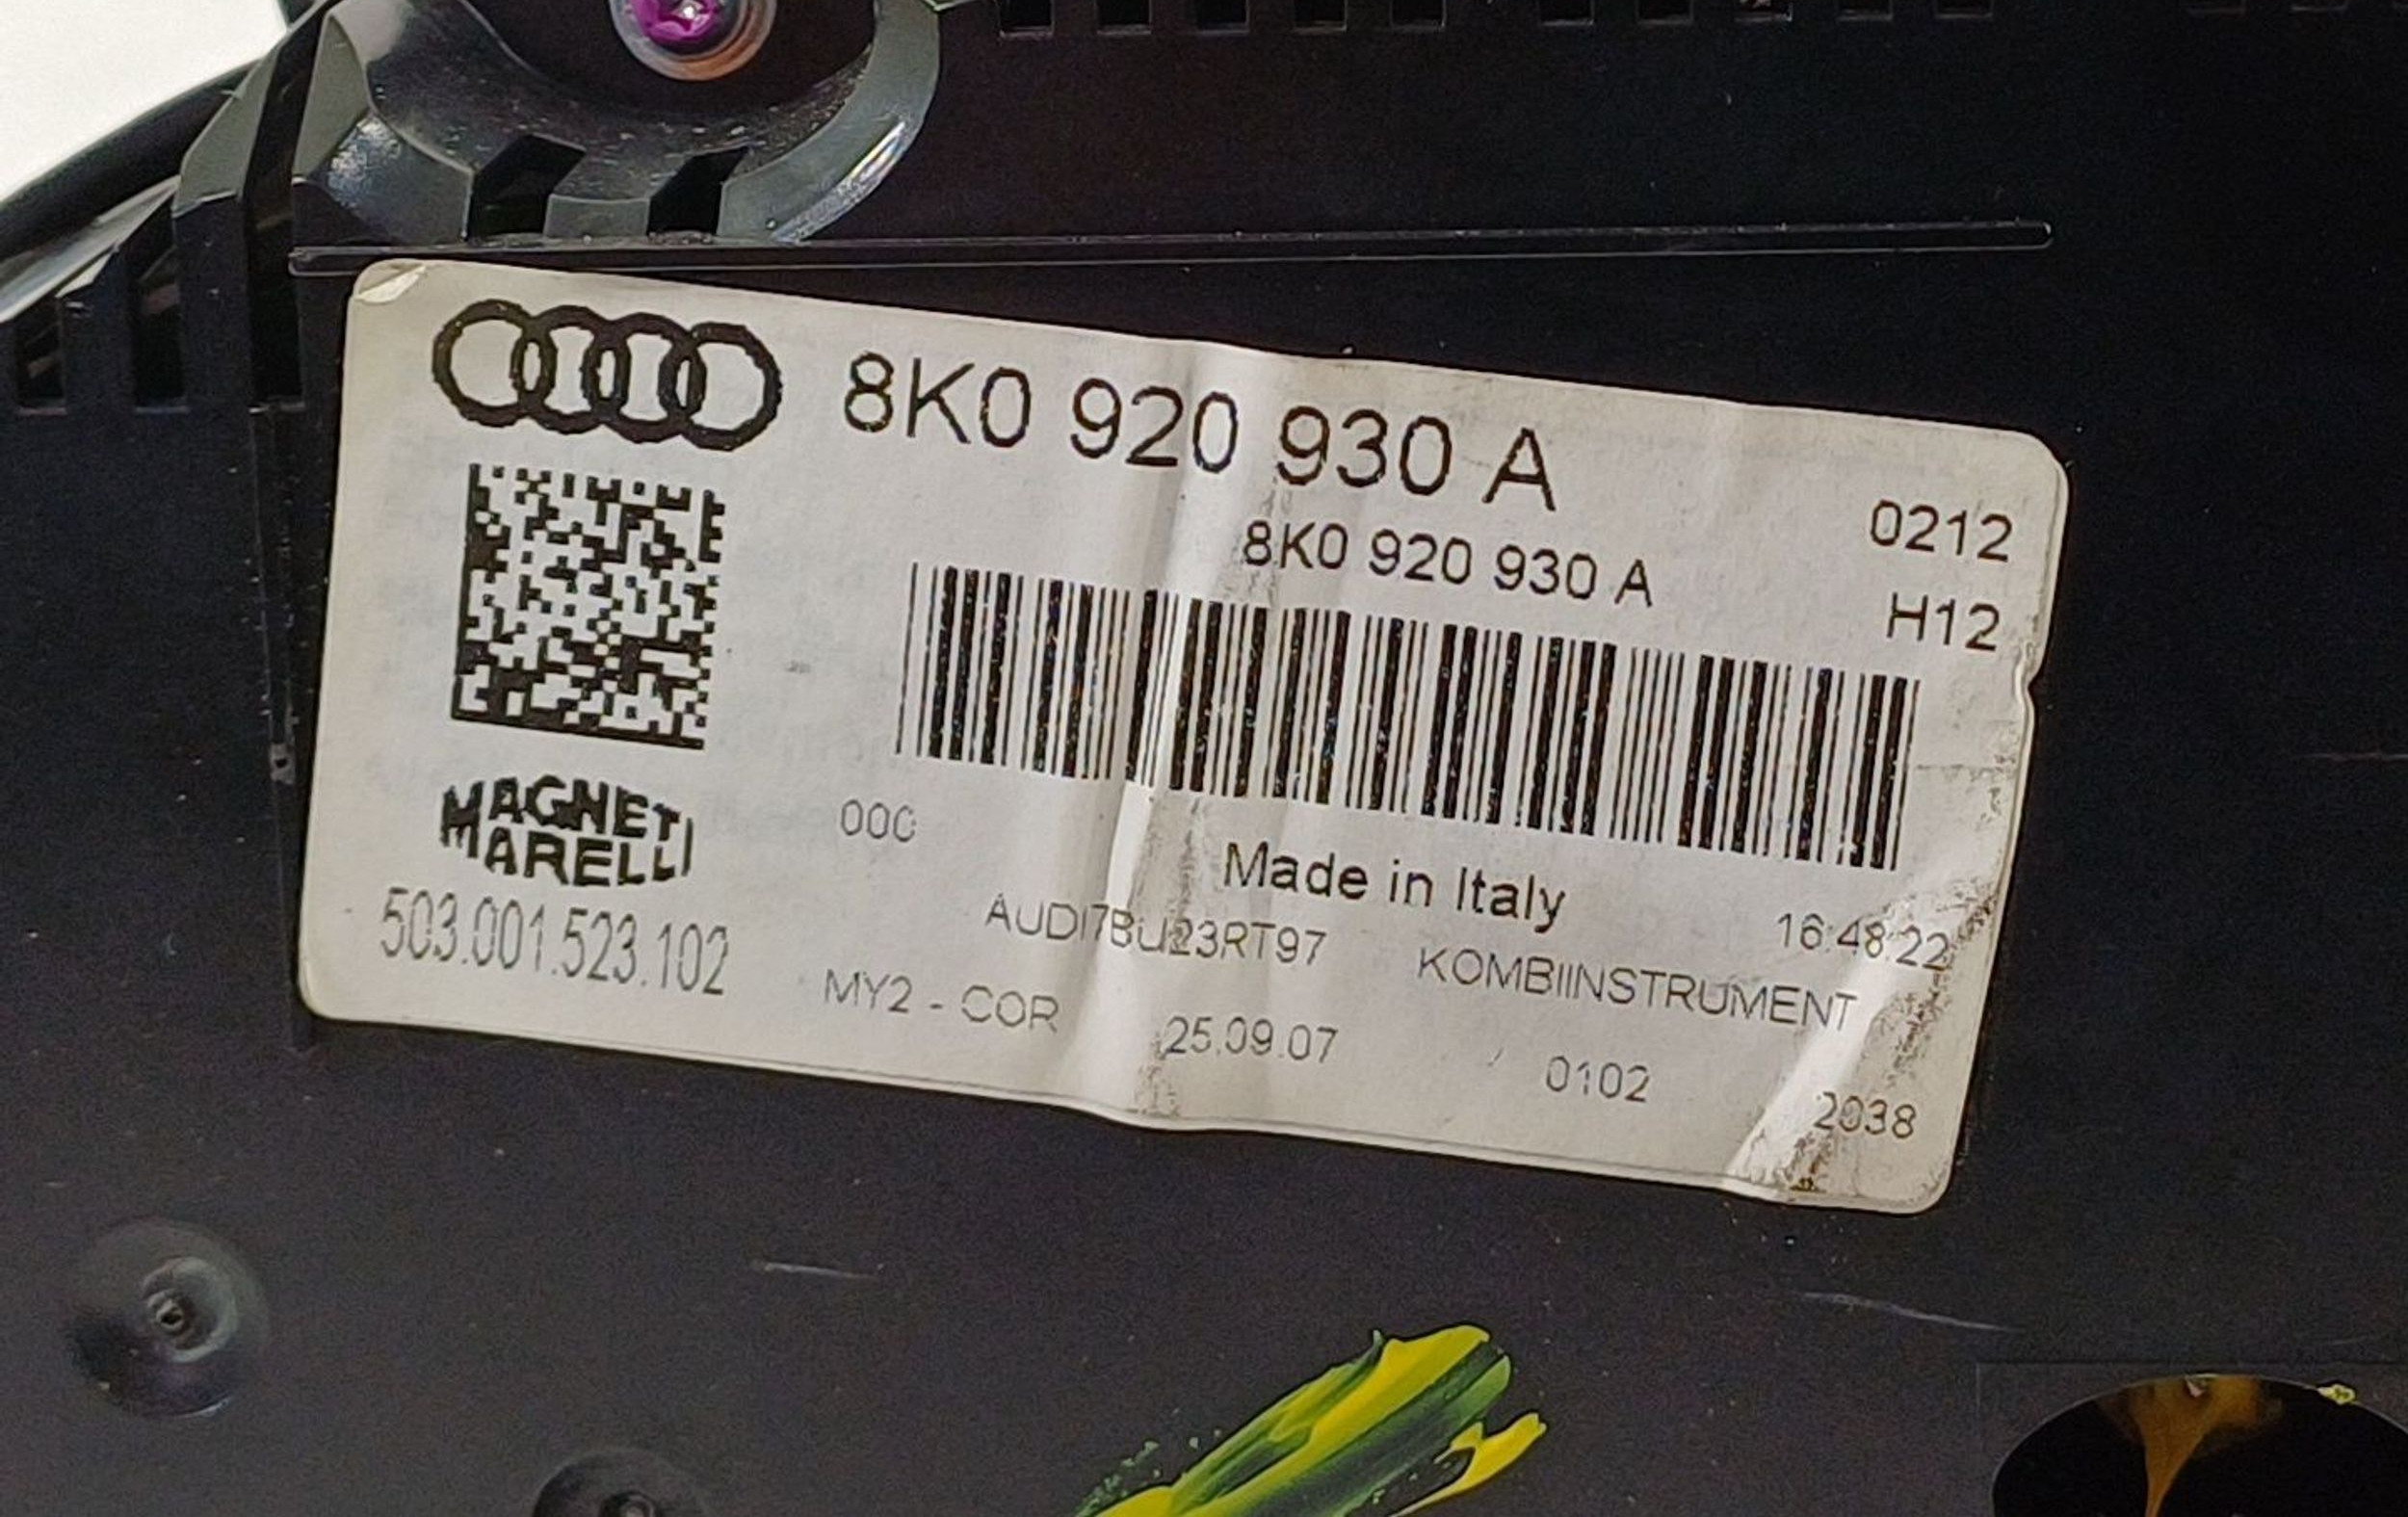 8K0 920 930 A
0212
8K0 920 930 A
H12
MAGNETI
MARELLI
000
Made in Italy
503.001.523.102
AUDI7BU23RT97
16:48:22
KOMBIINSTRUMENT
MY2 - COR
25.09.07
0102
2038